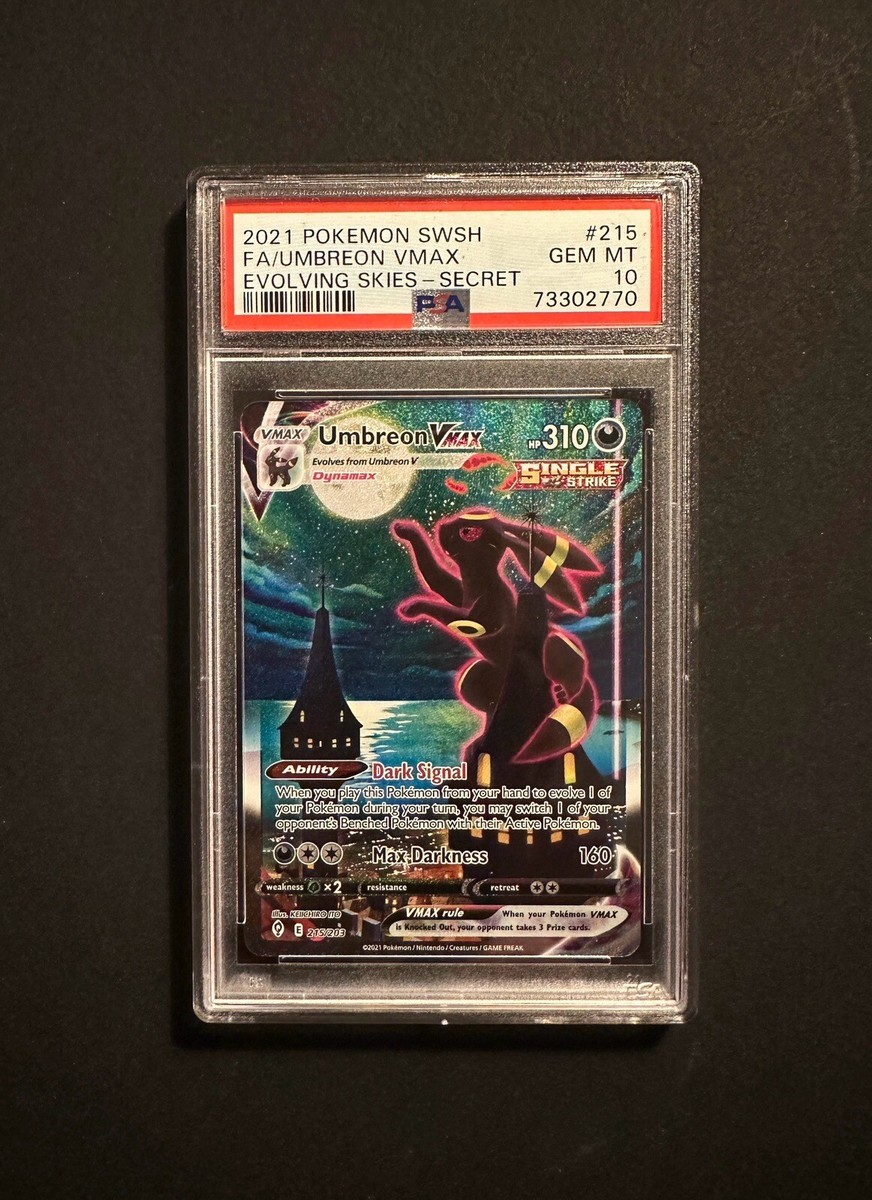 2021 POKEMON SWSH #215
FA/UMBREON VMAX GEM MT
EVOLVING SKIES-SECRET 10
PSA 73302770
VMAX Umbreon VMAX HP 310
Evolves from Umbreon V
Dynamax
SINGLE STRIKE
Ability Dark Signal
When you play this Pokémon from your hand to evolve 1 of
your Pokémon during your turn, you may switch 1 of your
opponent's Benched Pokémon with their Active Pokémon.
Max Darkness 160
weakness ×2 resistance retreat
VMAX rule When your Pokémon VMAX
is Knocked Out, your opponent takes 3 Prize cards.
Illus. KEIICHIRO ITO
E 215/203
©2021 Pokémon / Nintendo / Creatures / GAME FREAK
PSA